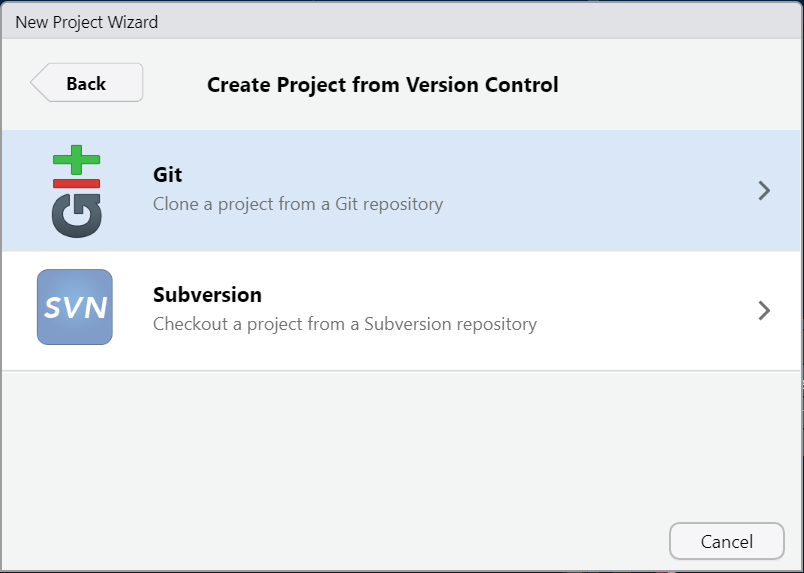 New Project Wizard
Back
Create Project from Version Control
Git
Git
Clone a project from a Git repository
SVN
Subversion
Checkout a project from a Subversion repository
Cancel